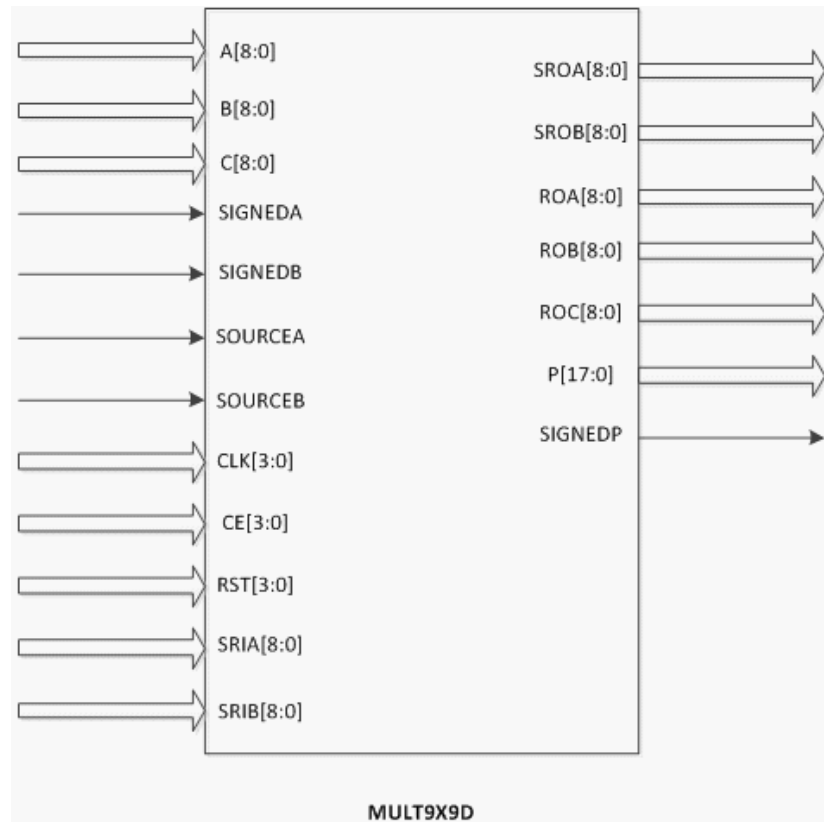 A[8:0]
B[8:0]
C[8:0]
SIGNEDA
SIGNEDB
SOURCEA
SOURCEB
CLK[3:0]
CE[3:0]
RST[3:0]
SRIA[8:0]
SRIB[8:0]
SROA[8:0]
SROB[8:0]
ROA[8:0]
ROB[8:0]
ROC[8:0]
P[17:0]
SIGNEDP
MULT9X9D